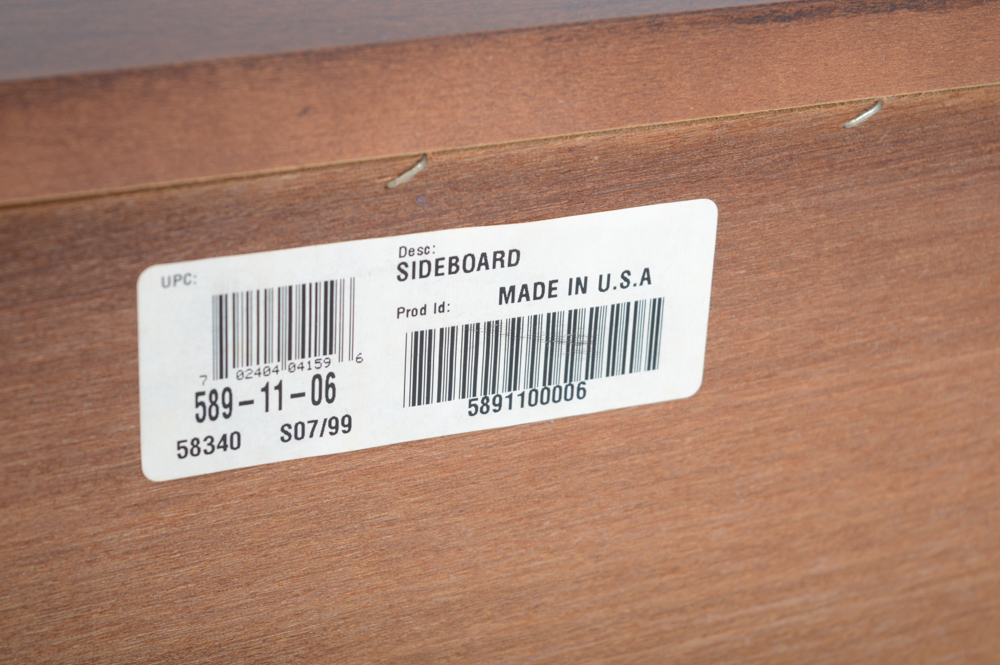 UPC:
7 02404 04159 6
589-11-06
58340 S07/99
Desc:
SIDEBOARD
MADE IN U.S.A
Prod Id:
5891100006